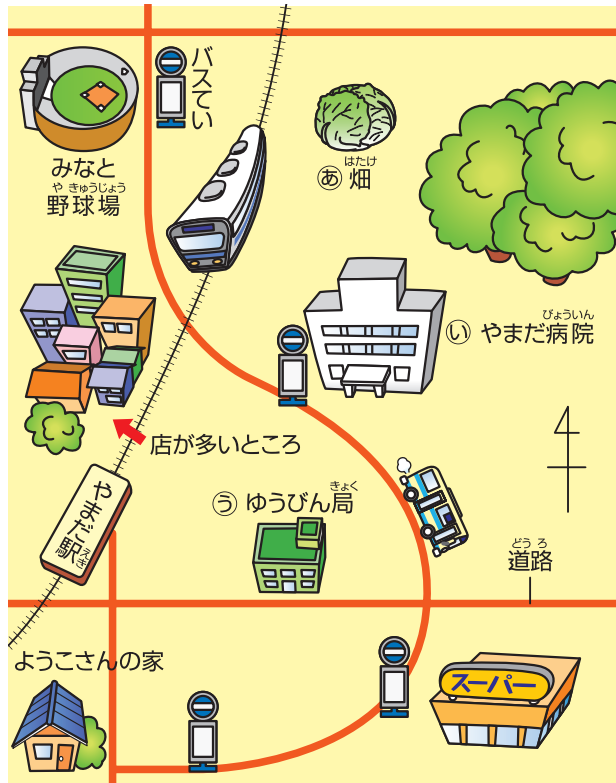 バスてい
みなと
や きゅうじょう
野球場
はたけ
あ 畑
びょういん
い やまだ病院
店が多いところ
きょく
う ゆうびん局
やまだ駅
えき
どう ろ
道路
ようこさんの家
スーパー